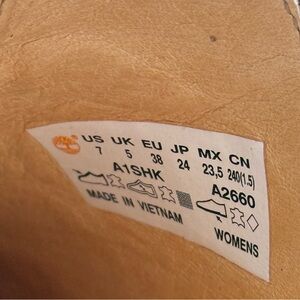 US UK EU JP MX CN
7 5 38 24 23,5 240(1.5)
A1SHK A2660
MADE IN VIETNAM
WOMENS